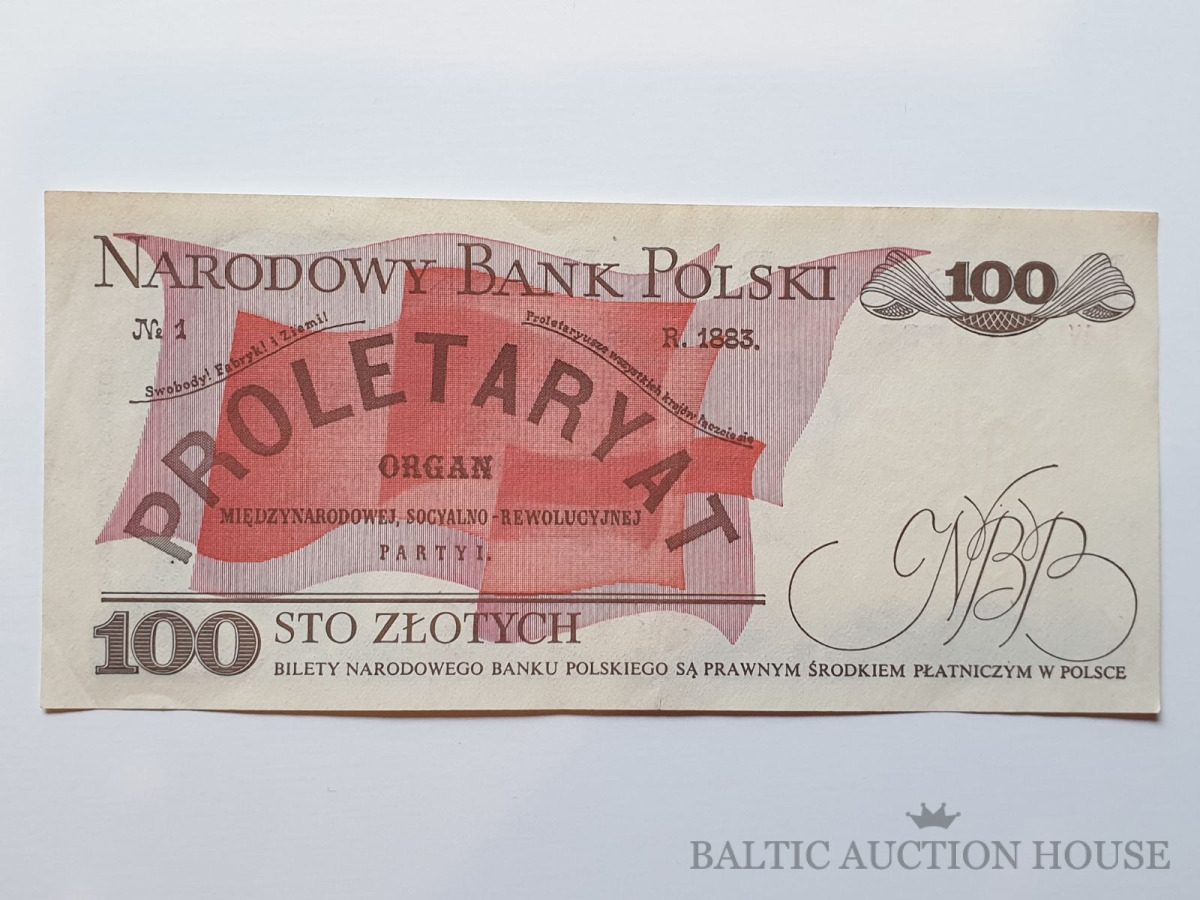 NARODOWY BANK POLSKI
100
№ 1
R. 1883.
Swobody! Fabryk! i Ziemi!
Proletaryusze wszystkich krajów łączcie się
PROLETARYAT
ORGAN
MIĘDZYNARODOWEJ, SOCYALNO-REWOLUCYJNEJ
PARTYI.
NBP
100 STO ZŁOTYCH
BILETY NARODOWEGO BANKU POLSKIEGO SĄ PRAWNYM ŚRODKIEM PŁATNICZYM W POLSCE
BALTIC AUCTION HOUSE